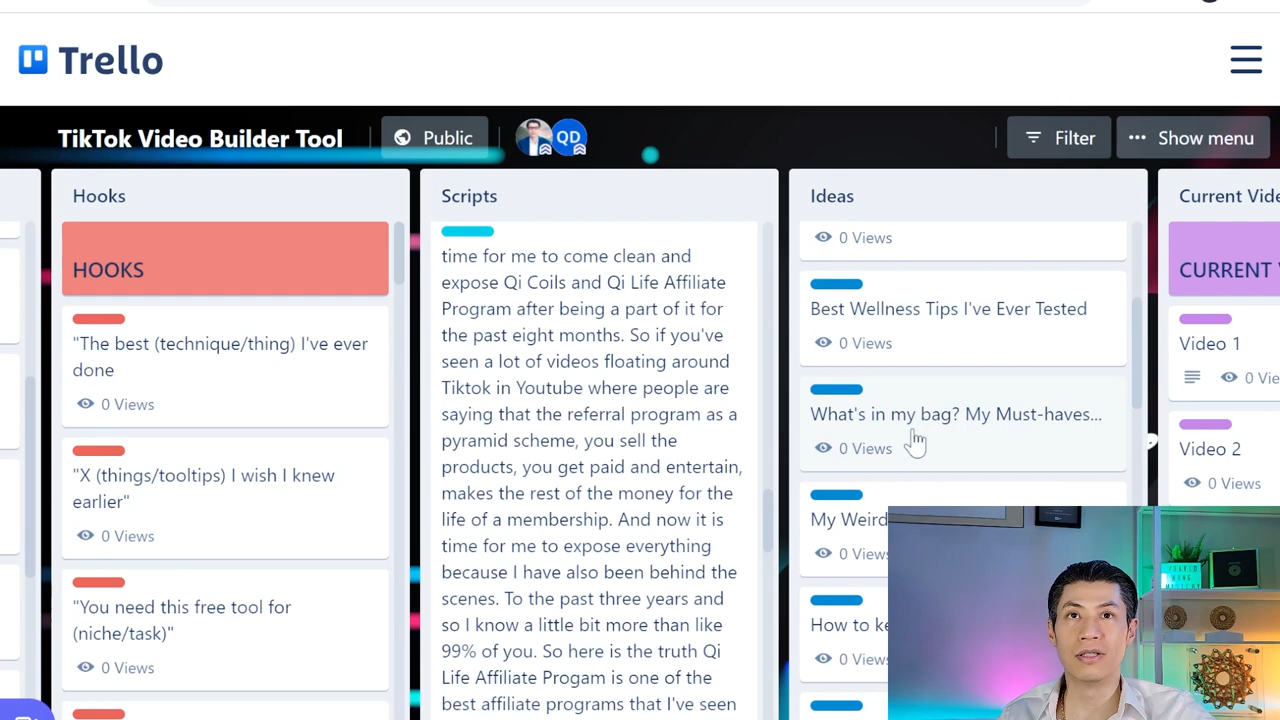 Trello
TikTok Video Builder Tool
Public
QD
Filter
Show menu
Hooks
HOOKS
"The best (technique/thing) I've ever
done
0 Views
"X (things/tooltips) I wish I knew
earlier"
0 Views
"You need this free tool for
(niche/task)"
0 Views
Scripts
time for me to come clean and
expose Qi Coils and Qi Life Affiliate
Program after being a part of it for
the past eight months. So if you've
seen a lot of videos floating around
Tiktok in Youtube where people are
saying that the referral program as a
pyramid scheme, you sell the
products, you get paid and entertain,
makes the rest of the money for the
life of a membership. And now it is
time for me to expose everything
because I have also been behind the
scenes. To the past three years and
so I know a little bit more than like
99% of you. So here is the truth Qi
Life Affiliate Progam is one of the
best affiliate programs that I've seen
Ideas
0 Views
Best Wellness Tips I've Ever Tested
0 Views
What's in my bag? My Must-haves...
0 Views
My Weird
0 Views
How to ke
0 Views
Current Vide
CURRENT
Video 1
0 Vie
Video 2
0 Views